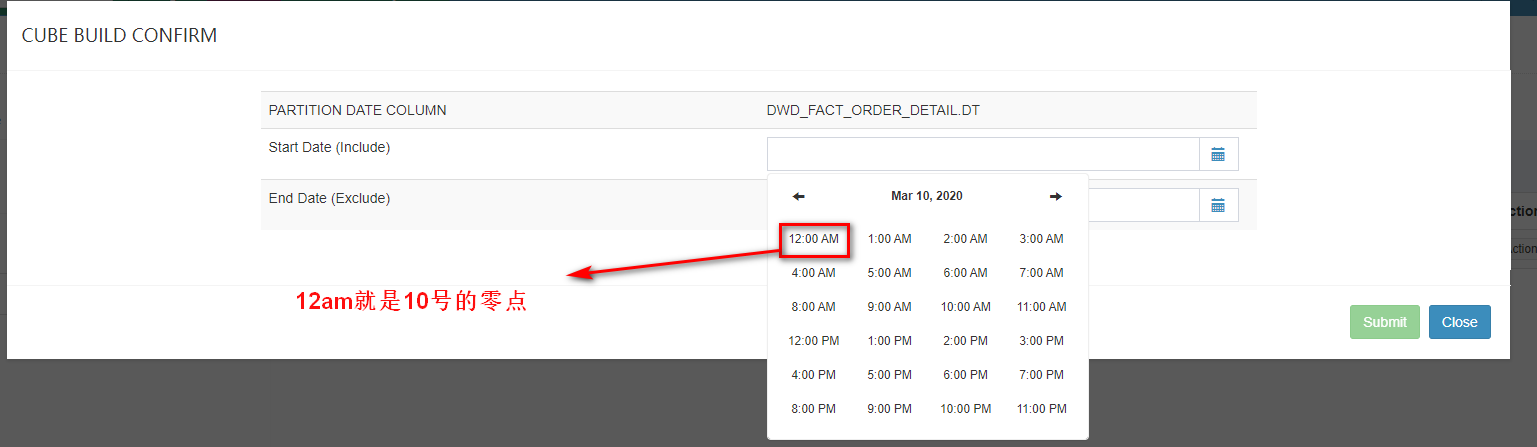 CUBE BUILD CONFIRM
PARTITION DATE COLUMN DWD_FACT_ORDER_DETAIL.DT
Start Date (Include)
End Date (Exclude)
Mar 10, 2020
12:00 AM 1:00 AM 2:00 AM 3:00 AM
4:00 AM 5:00 AM 6:00 AM 7:00 AM
8:00 AM 9:00 AM 10:00 AM 11:00 AM
12:00 PM 1:00 PM 2:00 PM 3:00 PM
4:00 PM 5:00 PM 6:00 PM 7:00 PM
8:00 PM 9:00 PM 10:00 PM 11:00 PM
12am就是10号的零点
Submit Close